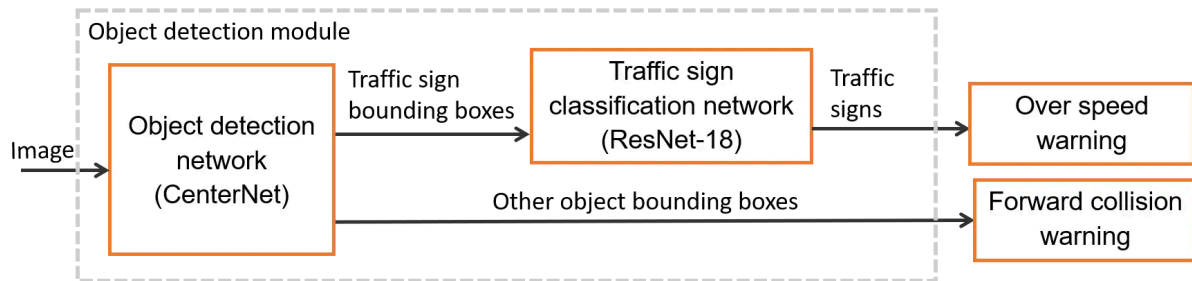 Object detection module
Image
Object detection
network
(CenterNet)
Traffic sign
bounding boxes
Traffic sign
classification network
(ResNet-18)
Traffic
signs
Over speed
warning
Other object bounding boxes
Forward collision
warning